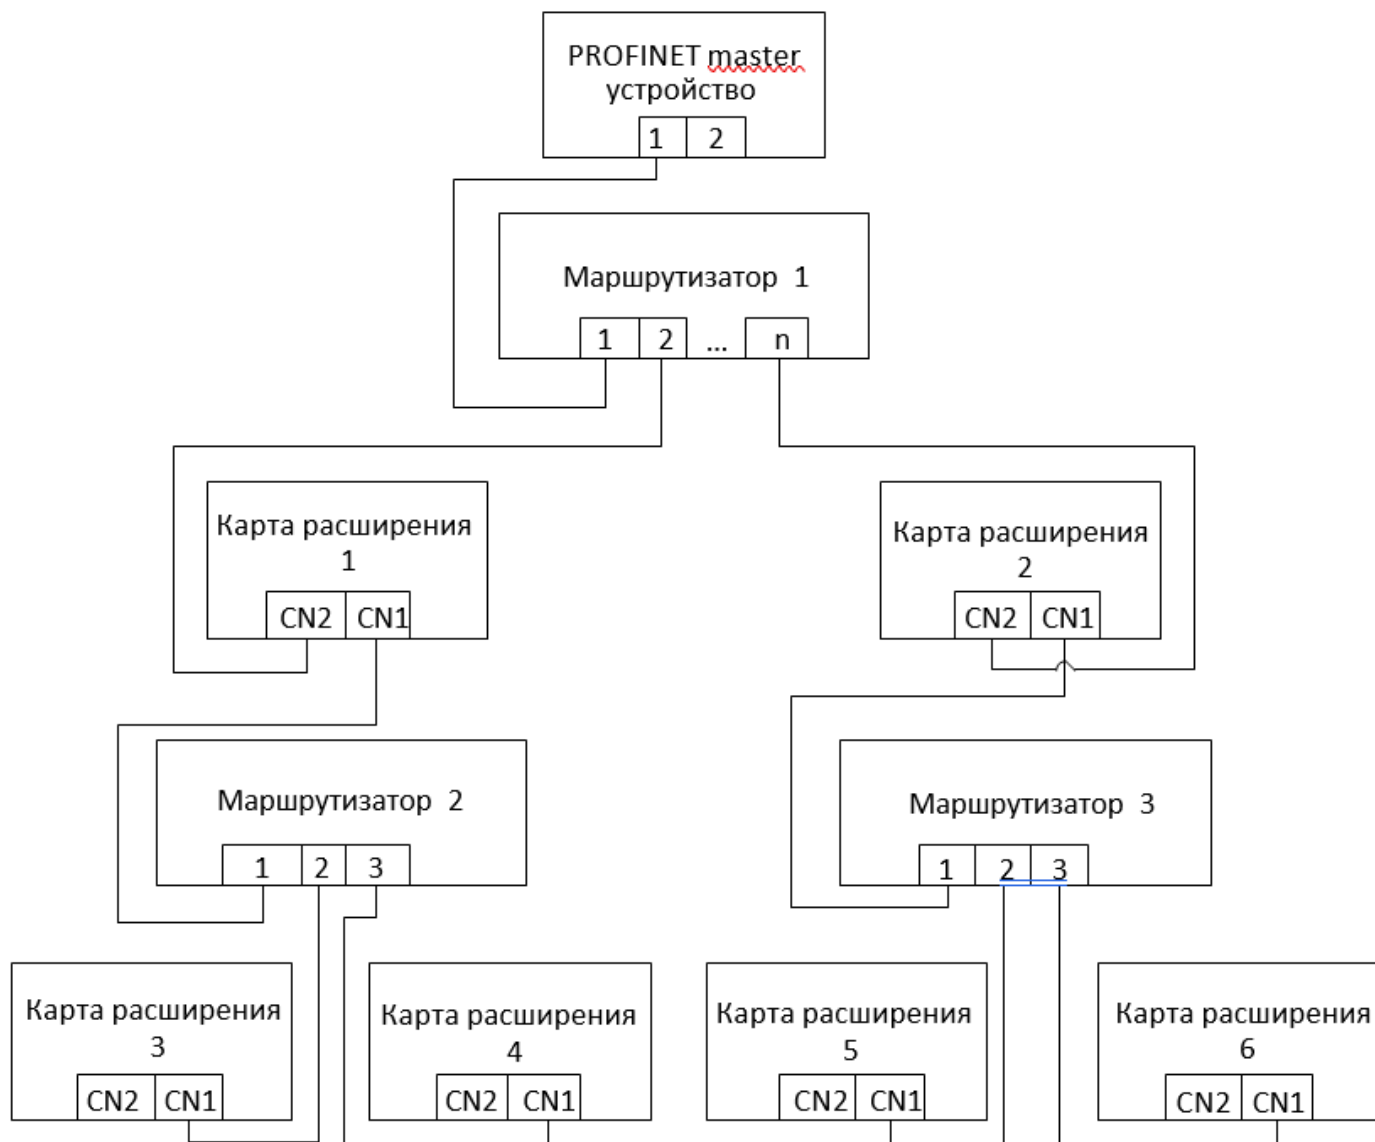 PROFINET master
устройство
1 2
Маршрутизатор 1
1 2 ... n
Карта расширения
1
CN2 CN1
Карта расширения
2
CN2 CN1
Маршрутизатор 2
1 2 3
Маршрутизатор 3
1 2 3
Карта расширения
3
CN2 CN1
Карта расширения
4
CN2 CN1
Карта расширения
5
CN2 CN1
Карта расширения
6
CN2 CN1